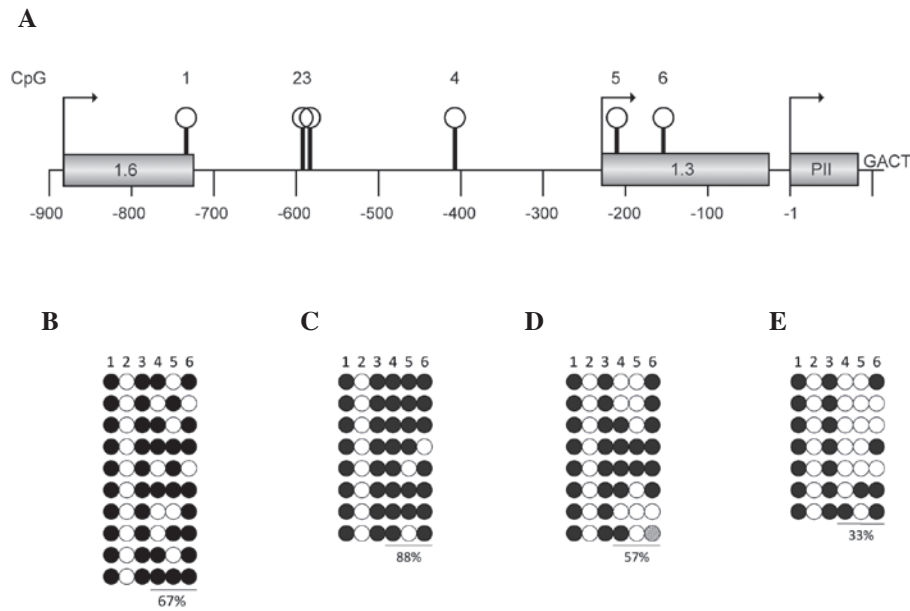 A
CpG 1 23 4 5 6
1.6 1.3 PII GACT
-900 -800 -700 -600 -500 -400 -300 -200 -100 -1
B C D E
1 2 3 4 5 6 1 2 3 4 5 6 1 2 3 4 5 6 1 2 3 4 5 6
33%
88% 57%
67%